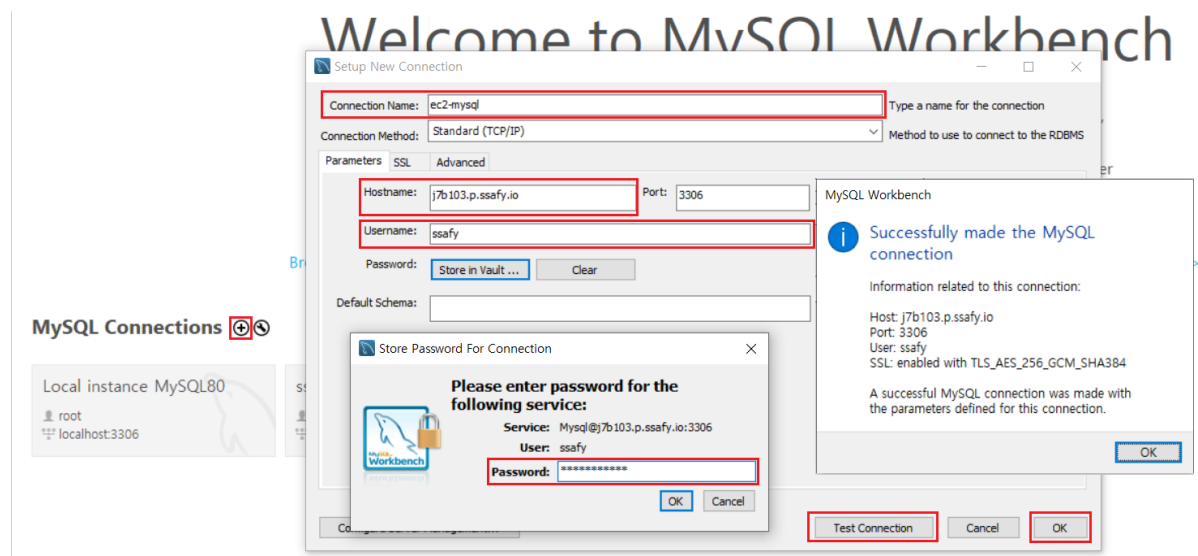 Welcome to MySQL Workbench
Setup New Connection
Connection Name: ec2-mysql Type a name for the connection
Connection Method: Standard (TCP/IP) Method to use to connect to the RDBMS
Parameters SSL Advanced
Hostname: j7b103.p.ssafy.io Port: 3306
Username: ssafy
Password: Store in Vault ... Clear
Default Schema:
MySQL Workbench
Successfully made the MySQL
connection
Information related to this connection:
Host: j7b103.p.ssafy.io
Port: 3306
User: ssafy
SSL: enabled with TLS_AES_256_GCM_SHA384
A successful MySQL connection was made with
the parameters defined for this connection.
OK
MySQL Connections
Local instance MySQL80
root
localhost:3306
Store Password For Connection
Please enter password for the
following service:
Service: Mysql@j7b103.p.ssafy.io:3306
User: ssafy
Password: ***********
MySQL
Workbench
OK Cancel
Test Connection Cancel OK